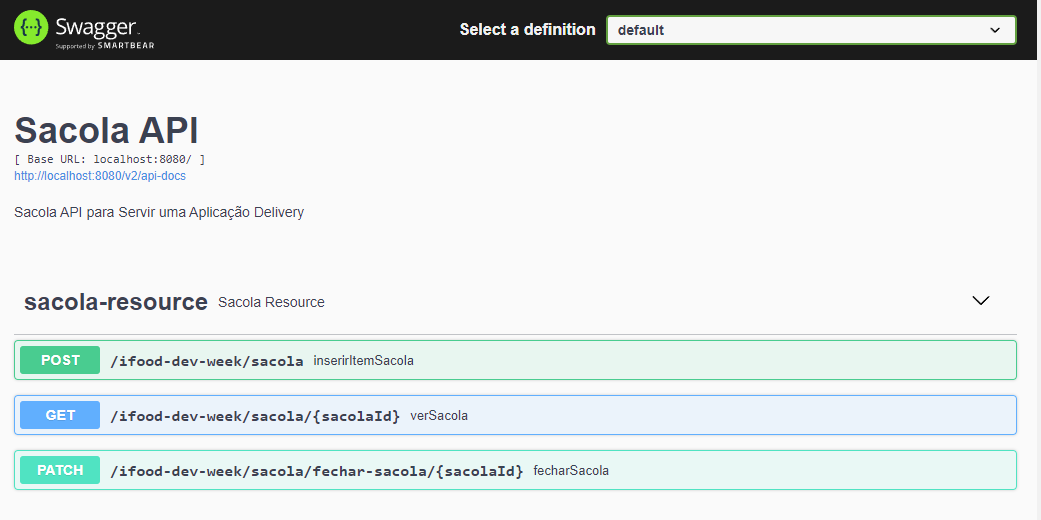 Swagger
Supported by SMARTBEAR
Select a definition
default
Sacola API
[ Base URL: localhost:8080/ ]
http://localhost:8080/v2/api-docs
Sacola API para Servir uma Aplicação Delivery
sacola-resource Sacola Resource
POST /ifood-dev-week/sacola inserirItemSacola
GET /ifood-dev-week/sacola/{sacolaId} verSacola
PATCH /ifood-dev-week/sacola/fechar-sacola/{sacolaId} fecharSacola